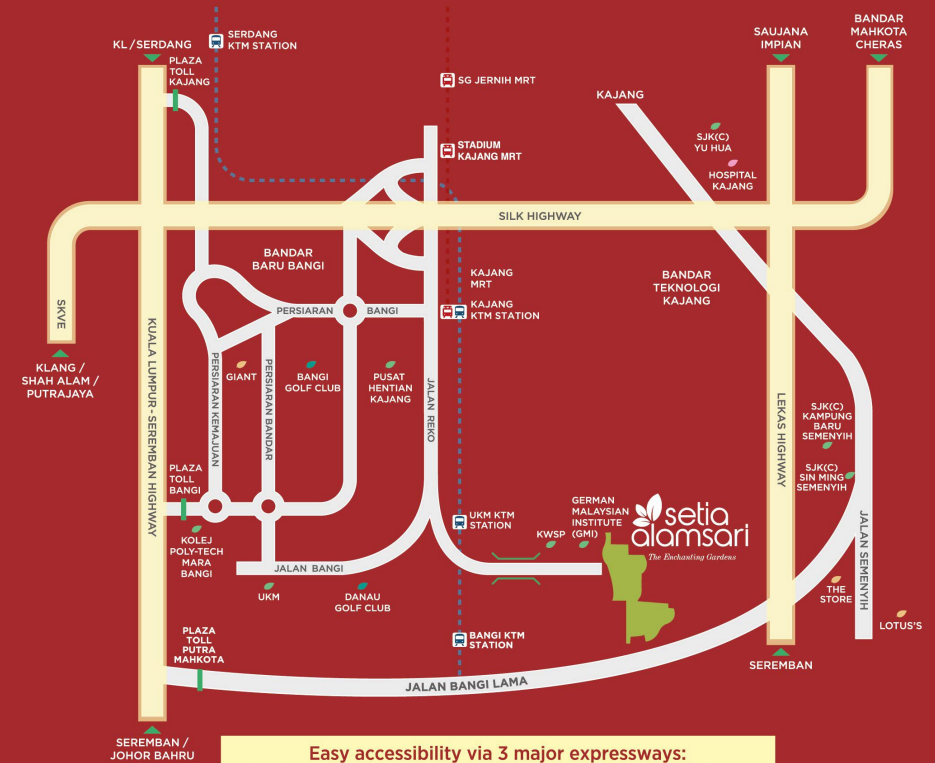 KL / SERDANG
SERDANG
KTM STATION
SAUJANA
IMPIAN
BANDAR
MAHKOTA
CHERAS
PLAZA
TOLL
KAJANG
SG JERNIH MRT
KAJANG
STADIUM
KAJANG MRT
SJK(C)
YU HUA
HOSPITAL
KAJANG
SILK HIGHWAY
BANDAR
BARU BANGI
KAJANG
MRT
BANDAR
TEKNOLOGI
KAJANG
SKVE
PERSIARAN BANGI
KAJANG
KTM STATION
KLANG /
SHAH ALAM /
PUTRAJAYA
KUALA LUMPUR - SEREMBAN HIGHWAY
PERSIARAN KEMAJUAN
GIANT
PERSIARAN BANDAR
BANGI
GOLF CLUB
PUSAT
HENTIAN
KAJANG
JALAN REKO
LEKAS HIGHWAY
SJK(C)
KAMPUNG
BARU
SEMENYIH
SJK(C)
SIN MING
SEMENYIH
PLAZA
TOLL
BANGI
KOLEJ
POLY-TECH
MARA
BANGI
UKM KTM
STATION
KWSP
GERMAN
MALAYSIAN
INSTITUTE
(GMI)
setia
alamsari
The Enchanting Gardens
JALAN SEMENYIH
JALAN BANGI
UKM
DANAU
GOLF CLUB
THE
STORE
LOTUS'S
PLAZA
TOLL
PUTRA
MAHKOTA
BANGI KTM
STATION
JALAN BANGI LAMA
SEREMBAN
SEREMBAN /
JOHOR BAHRU
Easy accessibility via 3 major expressways: